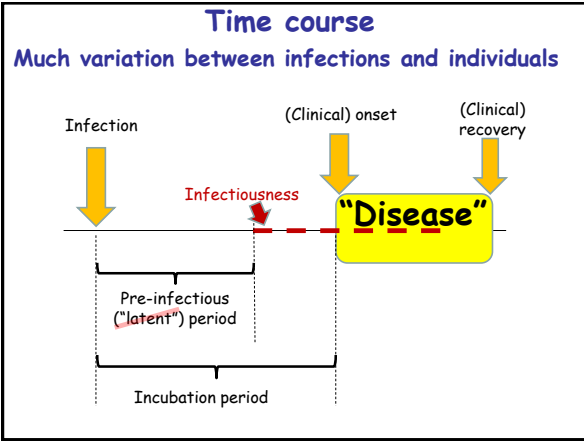 Time course
Much variation between infections and individuals
Infection
(Clinical) onset
(Clinical)
recovery
Infectiousness
"Disease"
Pre-infectious
("latent") period
Incubation period